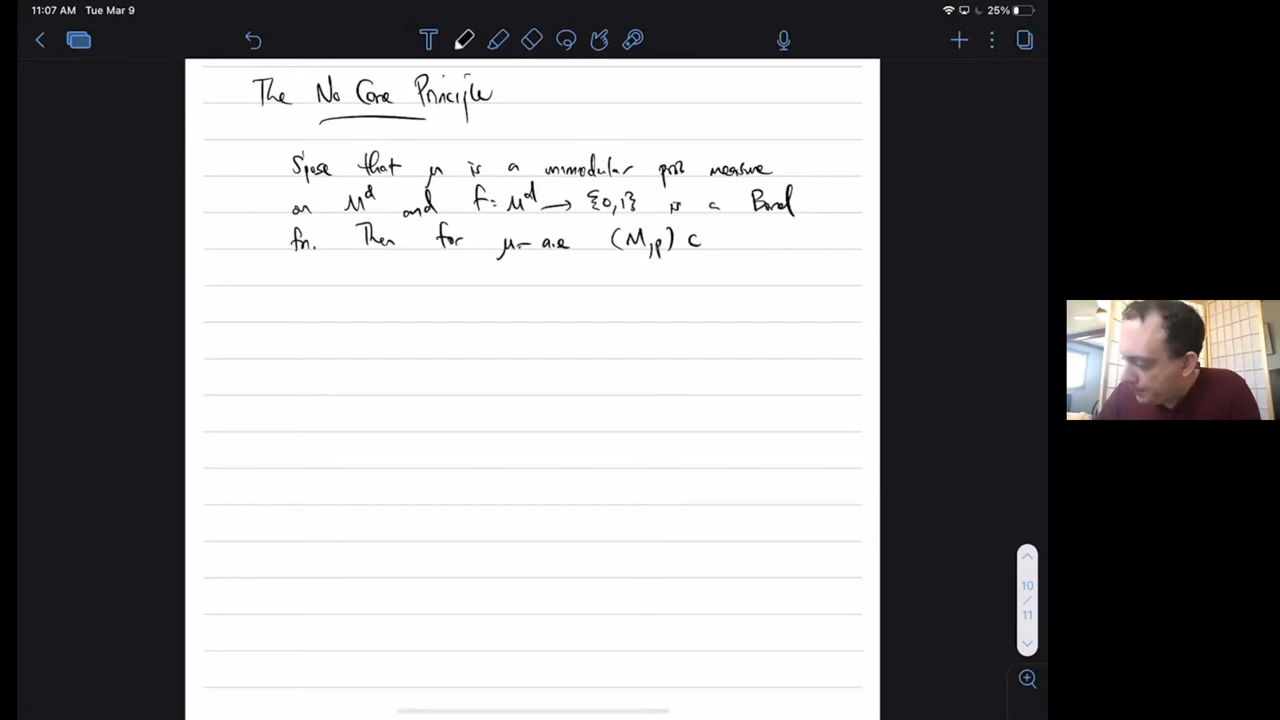 11:07 AM Tue Mar 9
25%
The No Core Principle
S'pose that μ is a unimodular prob measure
on M^d and f: M^d → {0,1} is a Borel
fn. Then for μ-a.e (M,p) c
10
/
11